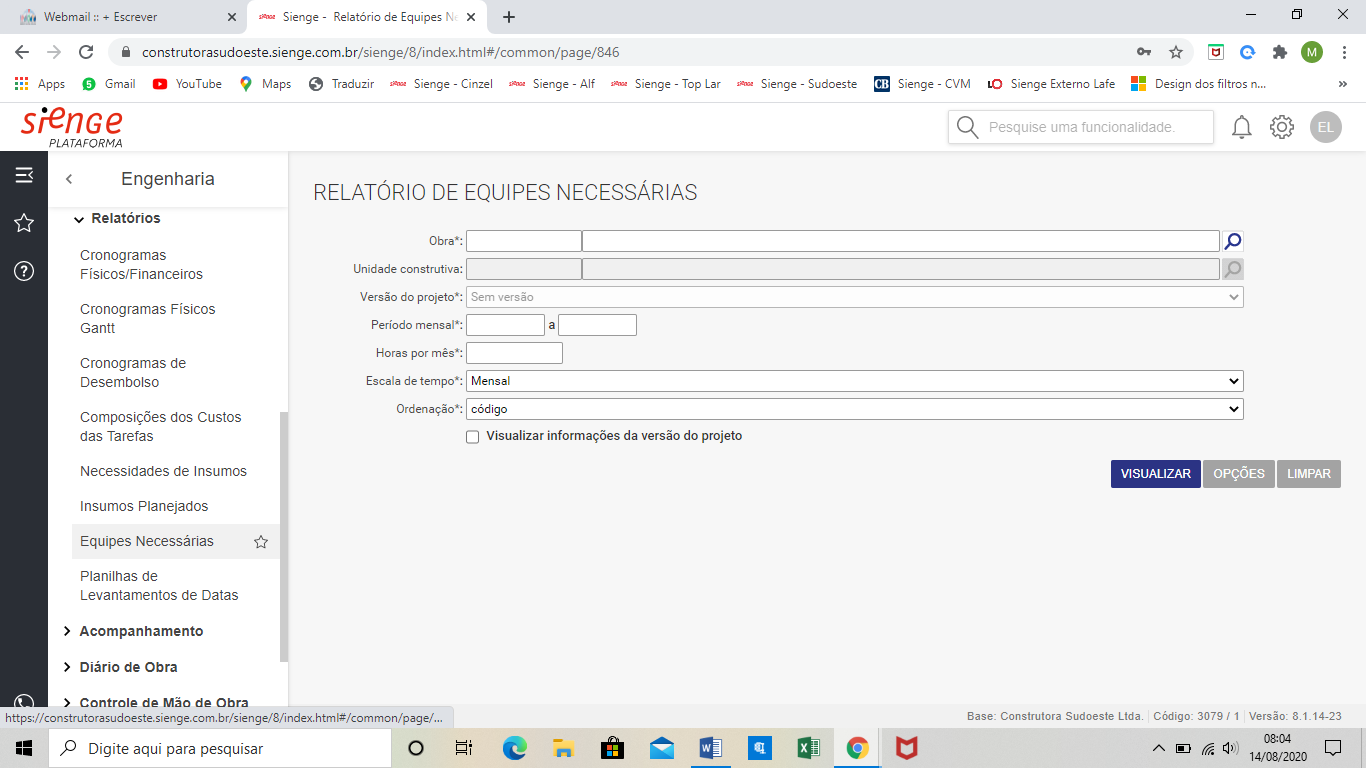 Webmail :: + Escrever
Sienge - Relatório de Equipes Ne
construtorasudoeste.sienge.com.br/sienge/8/index.html#/common/page/846
M
Apps
Gmail
YouTube
Maps
Traduzir
Sienge - Cinzel
Sienge - Alf
Sienge - Top Lar
Sienge - Sudoeste
Sienge - CVM
Sienge Externo Lafe
Design dos filtros n...
sienge
PLATAFORMA
Pesquise uma funcionalidade.
EL
Engenharia
Relatórios
Cronogramas
Físicos/Financeiros
Cronogramas Físicos
Gantt
Cronogramas de
Desembolso
Composições dos Custos
das Tarefas
Necessidades de Insumos
Insumos Planejados
Equipes Necessárias
Planilhas de
Levantamentos de Datas
Acompanhamento
Diário de Obra
Controle de Mão de Obra
RELATÓRIO DE EQUIPES NECESSÁRIAS
Obra*:
Unidade construtiva:
Versão do projeto*: Sem versão
Período mensal*: a
Horas por mês*:
Escala de tempo*: Mensal
Ordenação*: código
Visualizar informações da versão do projeto
VISUALIZAR OPÇÕES LIMPAR
https://construtorasudoeste.sienge.com.br/sienge/8/index.html#/common/page/...
Base: Construtora Sudoeste Ltda. Código: 3079 / 1 Versão: 8.1.14-23
Digite aqui para pesquisar
08:04
14/08/2020